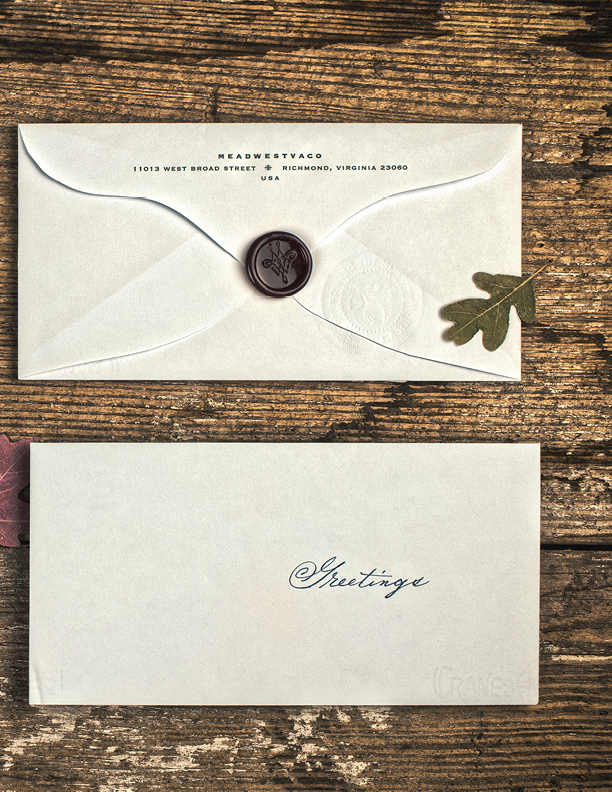 MEADWESTVACO
11013 WEST BROAD STREET ❉ RICHMOND, VIRGINIA 23060
USA
Greetings
CRANE'S